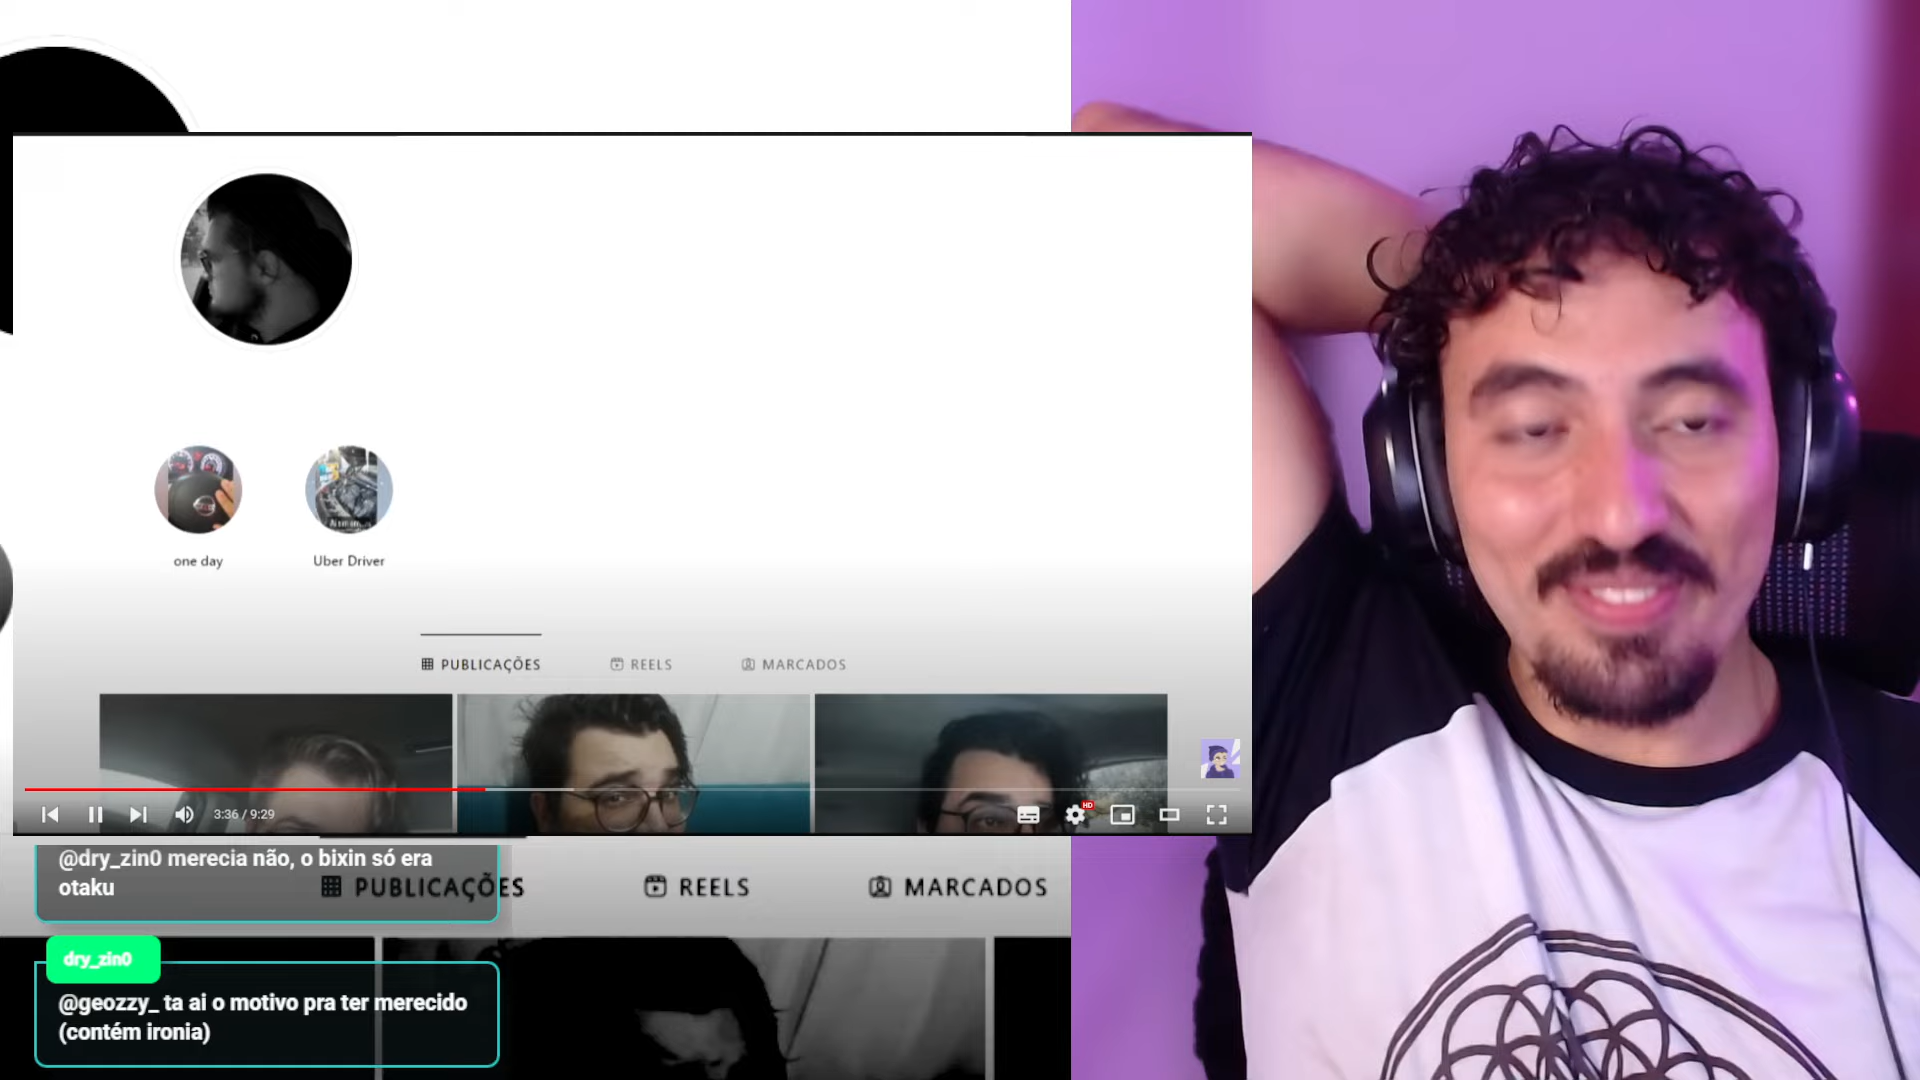 one day
Uber Driver
PUBLICAÇÕES
REELS
MARCADOS
HD
3:36 / 9:29
@dry_zin0 merecia não, o bixin só era
otaku
PUBLICAÇÕES
REELS
MARCADOS
dry_zin0
@geozzy_ ta ai o motivo pra ter merecido
(contém ironia)